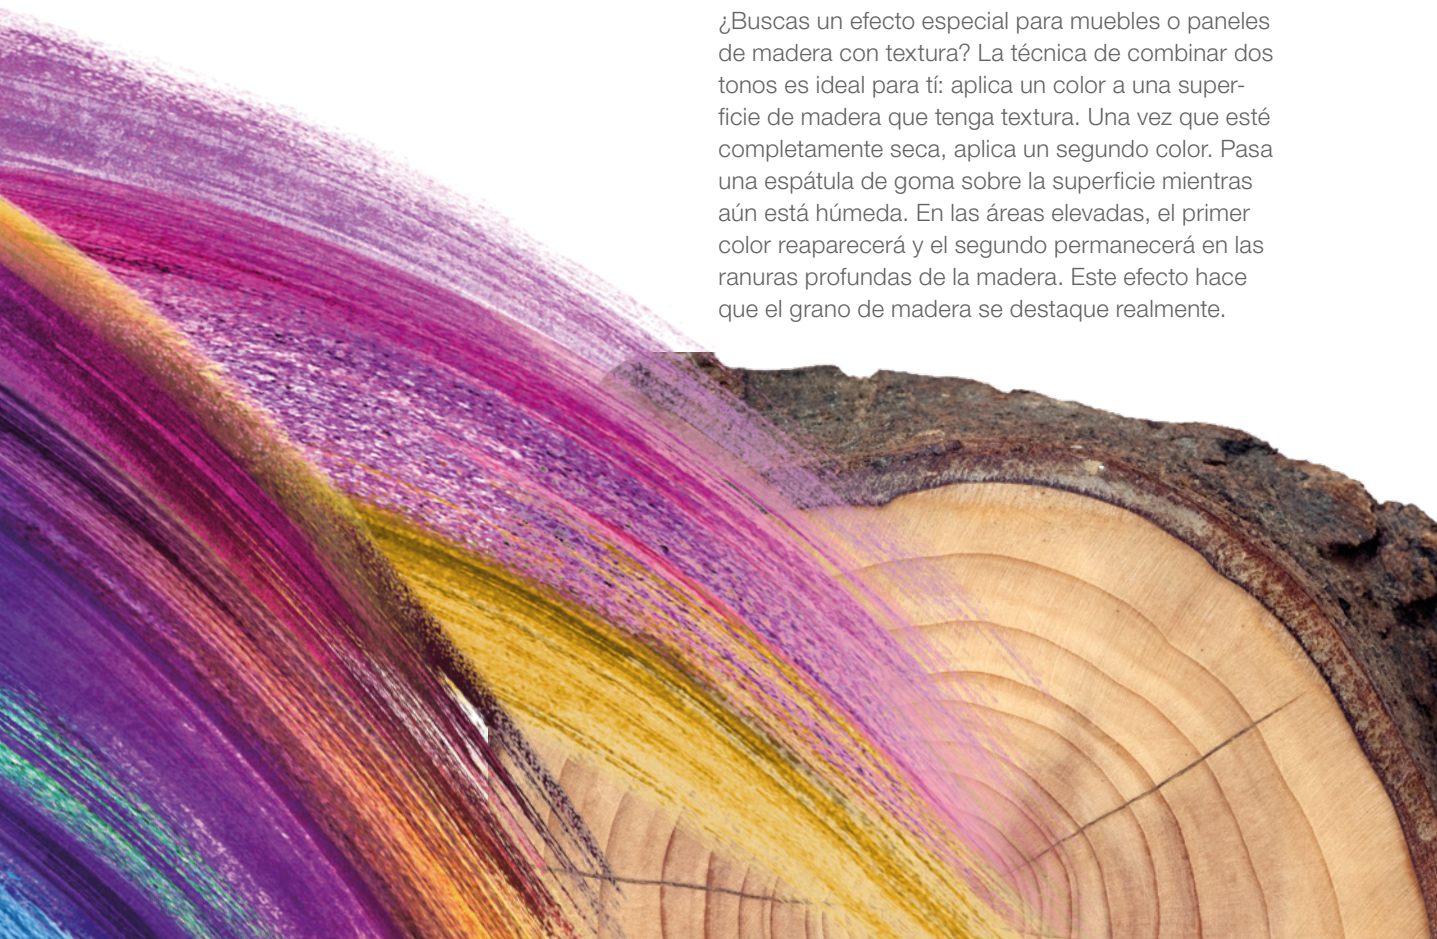 ¿Buscas un efecto especial para muebles o paneles
de madera con textura? La técnica de combinar dos
tonos es ideal para tí: aplica un color a una super-
ficie de madera que tenga textura. Una vez que esté
completamente seca, aplica un segundo color. Pasa
una espátula de goma sobre la superficie mientras
aún está húmeda. En las áreas elevadas, el primer
color reaparecerá y el segundo permanecerá en las
ranuras profundas de la madera. Este efecto hace
que el grano de madera se destaque realmente.